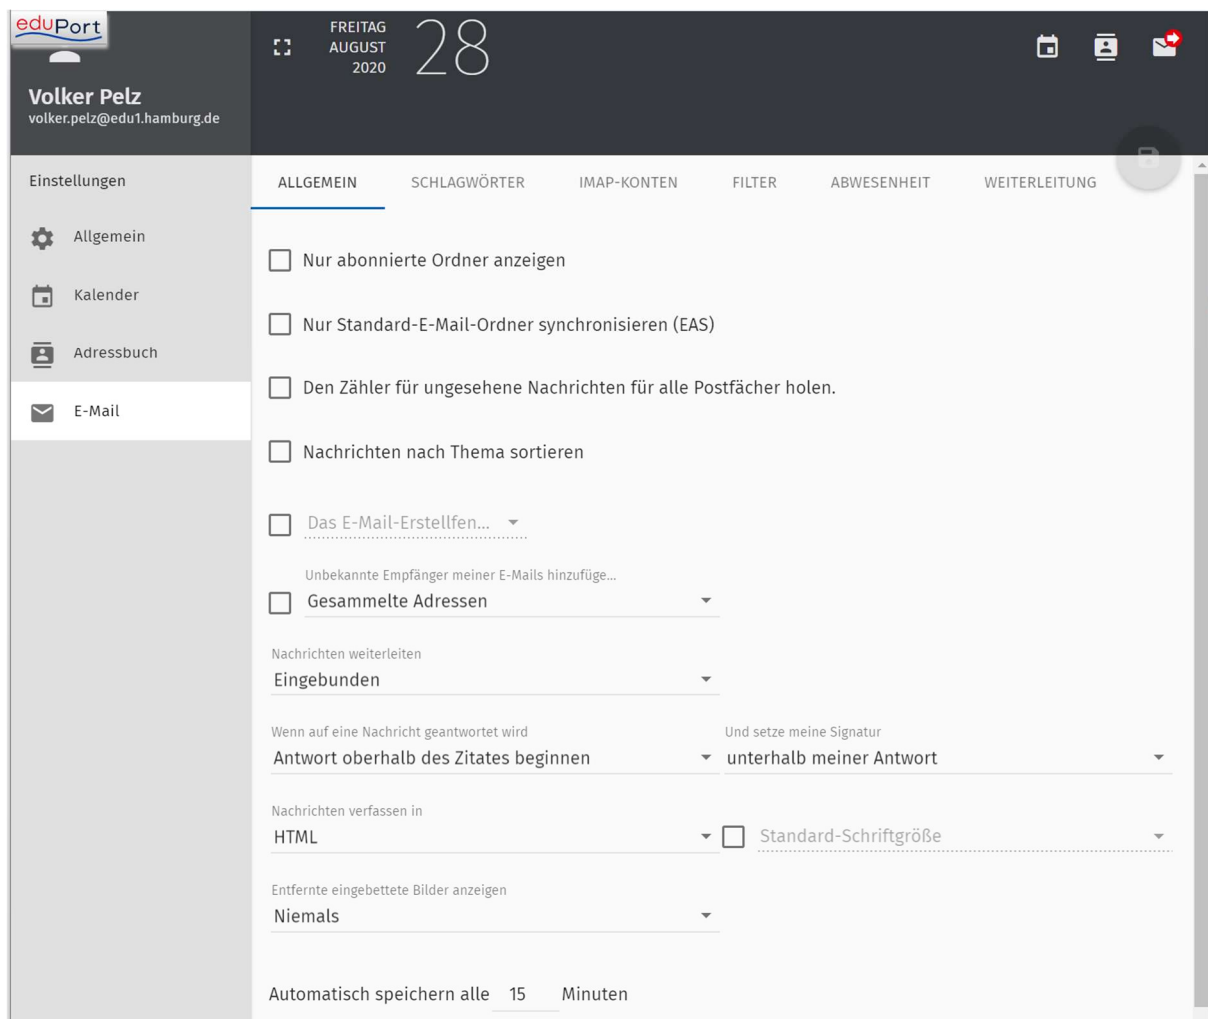 eduPort
FREITAG
AUGUST
2020
28
Volker Pelz
volker.pelz@edu1.hamburg.de
Einstellungen
Allgemein
Kalender
Adressbuch
E-Mail
ALLGEMEIN SCHLAGWÖRTER IMAP-KONTEN FILTER ABWESENHEIT WEITERLEITUNG
Nur abonnierte Ordner anzeigen
Nur Standard-E-Mail-Ordner synchronisieren (EAS)
Den Zähler für ungesehene Nachrichten für alle Postfächer holen.
Nachrichten nach Thema sortieren
Das E-Mail-Erstellfen...
Unbekannte Empfänger meiner E-Mails hinzufüge...
Gesammelte Adressen
Nachrichten weiterleiten
Eingebunden
Wenn auf eine Nachricht geantwortet wird
Antwort oberhalb des Zitates beginnen
Und setze meine Signatur
unterhalb meiner Antwort
Nachrichten verfassen in
HTML
Standard-Schriftgröße
Entfernte eingebettete Bilder anzeigen
Niemals
Automatisch speichern alle 15 Minuten